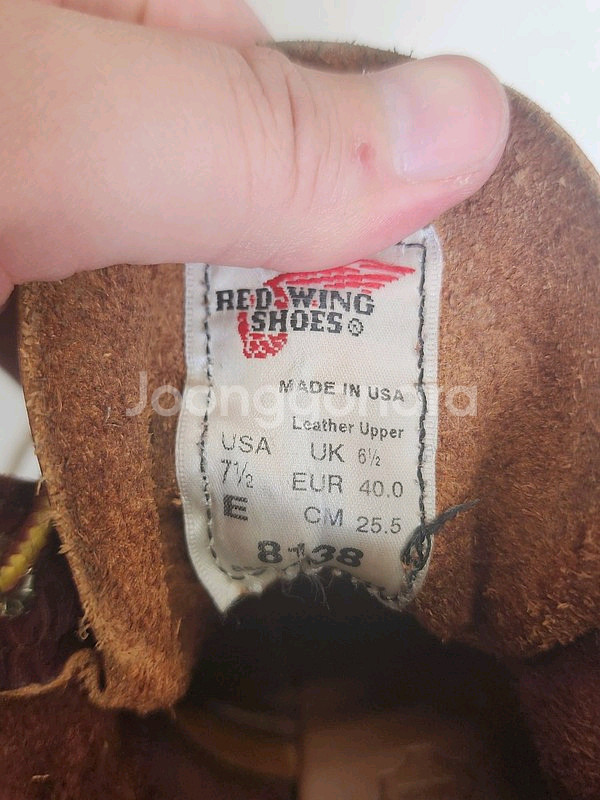 RED WING
SHOES®
MADE IN USA
Joonggonara
Leather Upper
USA
7½
E
UK 6½
EUR 40.0
CM 25.5
8138